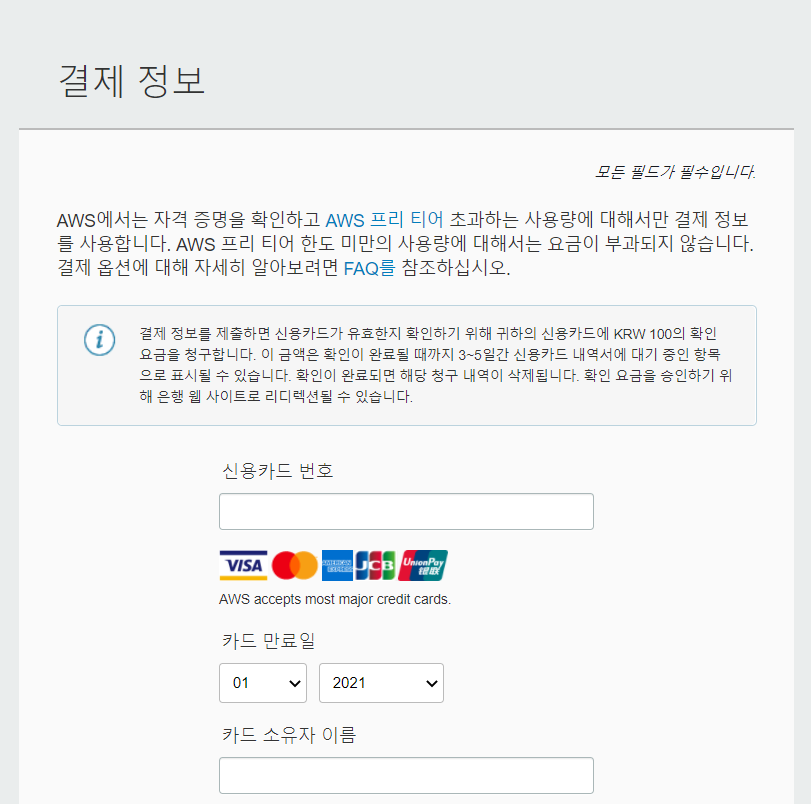 결제 정보
모든 필드가 필수입니다.
AWS에서는 자격 증명을 확인하고 AWS 프리 티어 초과하는 사용량에 대해서만 결제 정보
를 사용합니다. AWS 프리 티어 한도 미만의 사용량에 대해서는 요금이 부과되지 않습니다.
결제 옵션에 대해 자세히 알아보려면 FAQ를 참조하십시오.
결제 정보를 제출하면 신용카드가 유효한지 확인하기 위해 귀하의 신용카드에 KRW 100의 확인
요금을 청구합니다. 이 금액은 확인이 완료될 때까지 3~5일간 신용카드 내역서에 대기 중인 항목
으로 표시될 수 있습니다. 확인이 완료되면 해당 청구 내역이 삭제됩니다. 확인 요금을 승인하기 위
해 은행 웹 사이트로 리디렉션될 수 있습니다.
신용카드 번호
VISA AMERICAN EXPRESS JCB UnionPay 银联
AWS accepts most major credit cards.
카드 만료일
01 2021
카드 소유자 이름